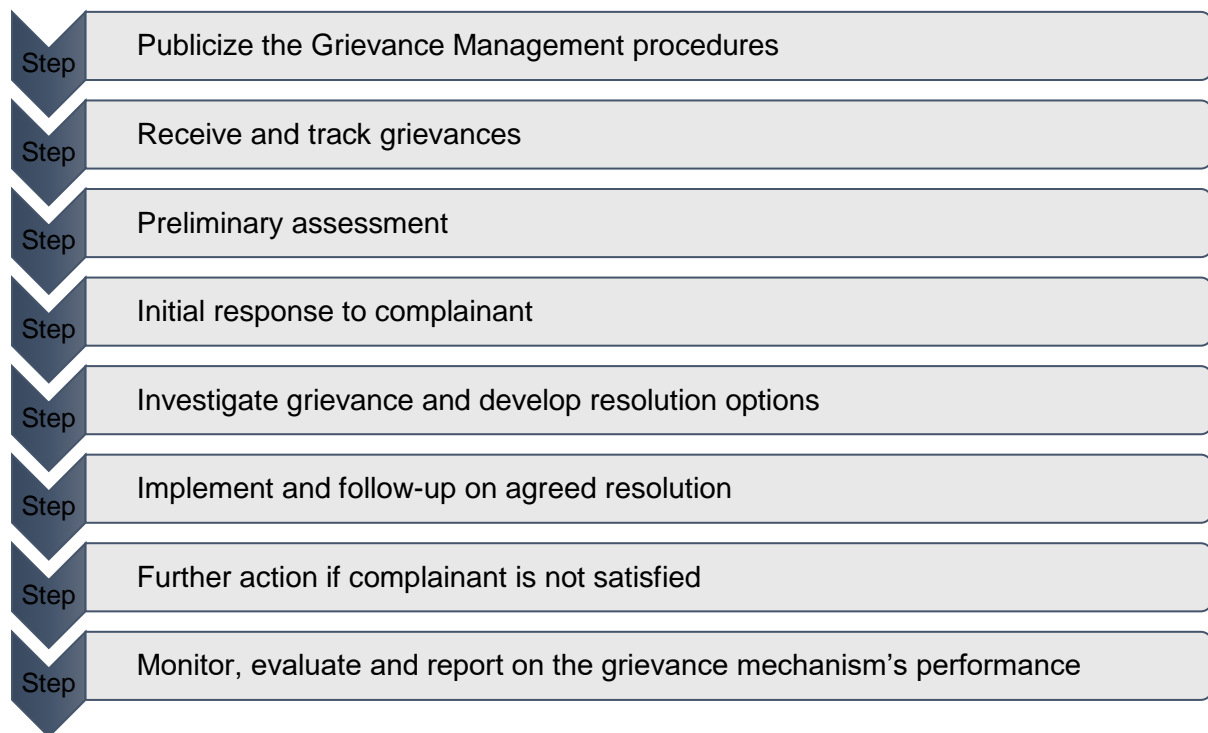 Step
Publicize the Grievance Management procedures
Step
Receive and track grievances
Step
Preliminary assessment
Step
Initial response to complainant
Step
Investigate grievance and develop resolution options
Step
Implement and follow-up on agreed resolution
Step
Further action if complainant is not satisfied
Step
Monitor, evaluate and report on the grievance mechanism’s performance